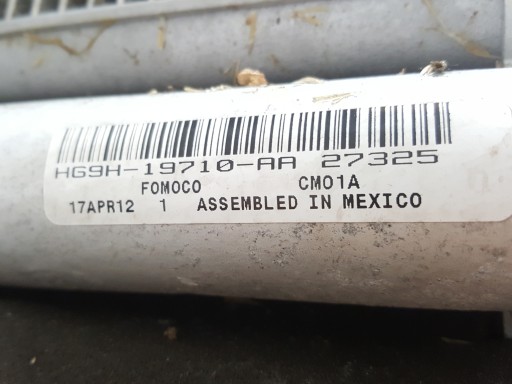 HG9H-19710-AA 27325
FOMOCO CM01A
17APR12 1 ASSEMBLED IN MEXICO